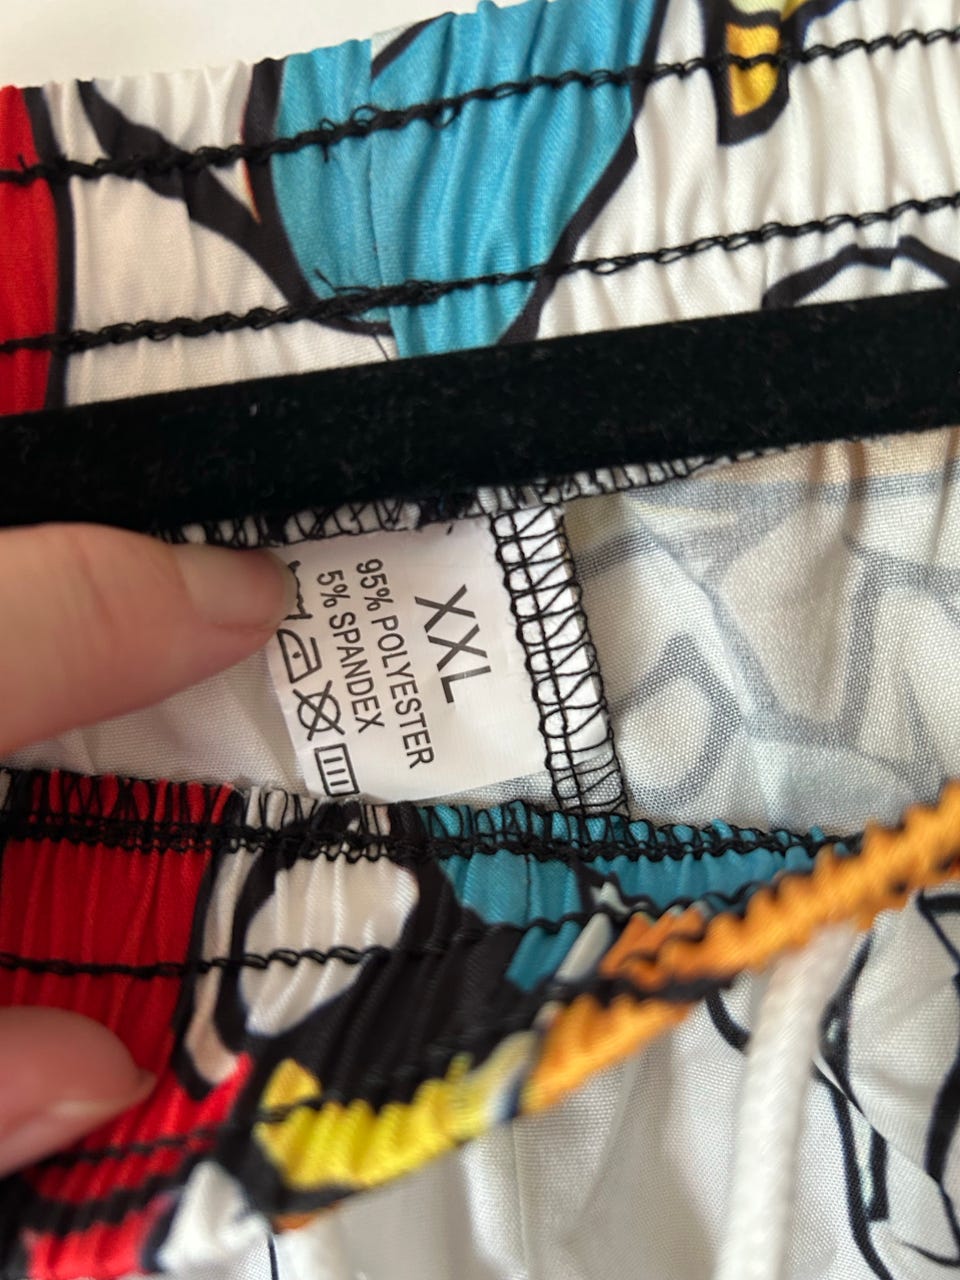 XXL
95% POLYESTER
5% SPANDEX